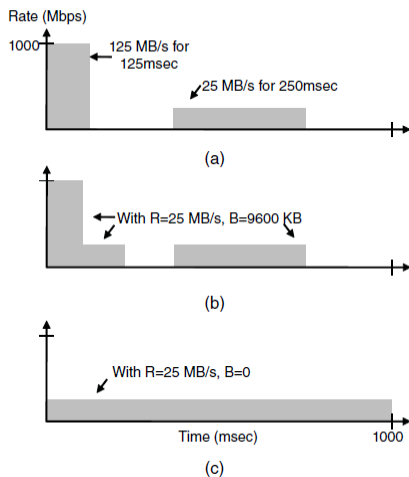 Rate (Mbps)
1000
125 MB/s for
125msec
25 MB/s for 250msec
(a)
With R=25 MB/s, B=9600 KB
(b)
With R=25 MB/s, B=0
Time (msec)
1000
(c)